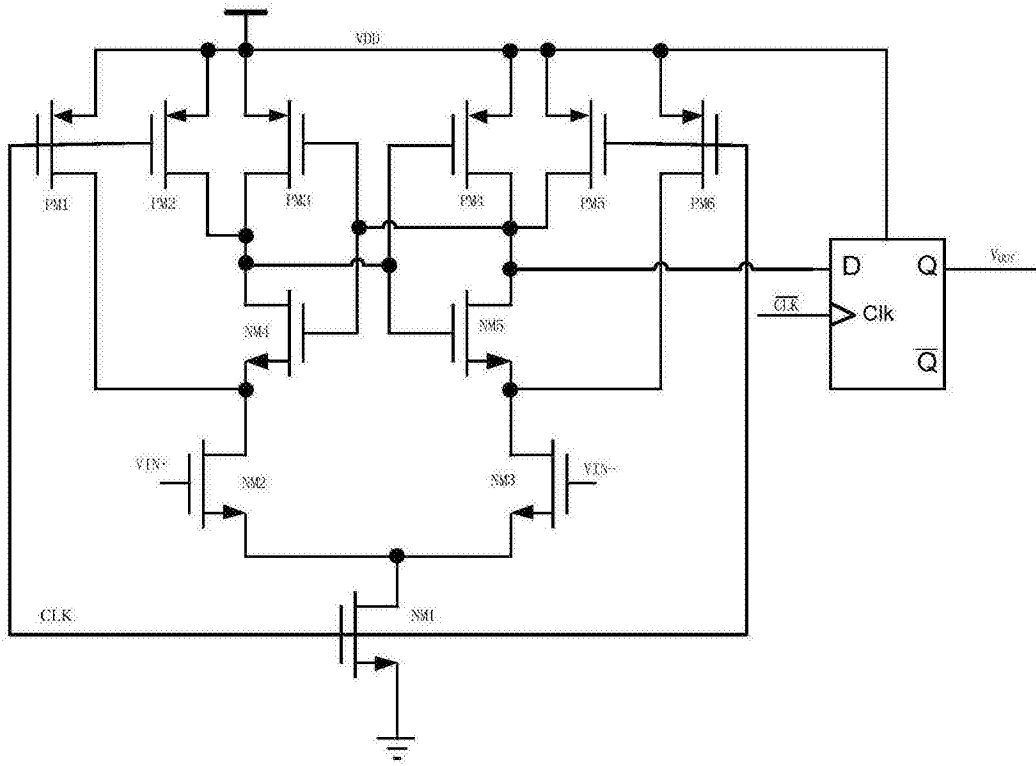 VDD
PM1
PM2
PM3
PM4
PM5
PM6
D
Q
V_OUT
CLK
Clk
Q
NM4
NM5
VIN+
NM2
NM3
VIN-
CLK
NM1